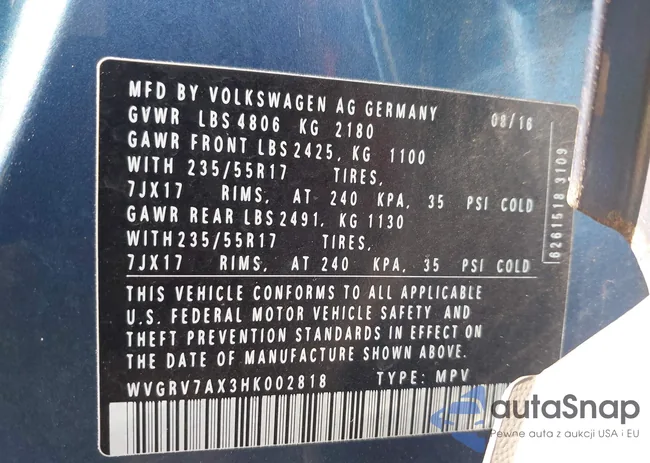 MFD BY VOLKSWAGEN AG GERMANY 08/16
GVWR LBS 4806 KG 2180
GAWR FRONT LBS 2425, KG 1100
WITH 235/55R17 TIRES,
7JX17 RIMS, AT 240 KPA, 35 PSI COLD
GAWR REAR LBS 2491, KG 1130
WITH 235/55R17 TIRES,
7JX17 RIMS, AT 240 KPA, 35 PSI COLD
THIS VEHICLE CONFORMS TO ALL APPLICABLE
U.S. FEDERAL MOTOR VEHICLE SAFETY AND
THEFT PREVENTION STANDARDS IN EFFECT ON
THE DATE OF MANUFACTURE SHOWN ABOVE.
WVGRV7AX3HK002818 TYPE: MPV
6261518 3109
autaSnap
Pewne auta z aukcji USA i EU